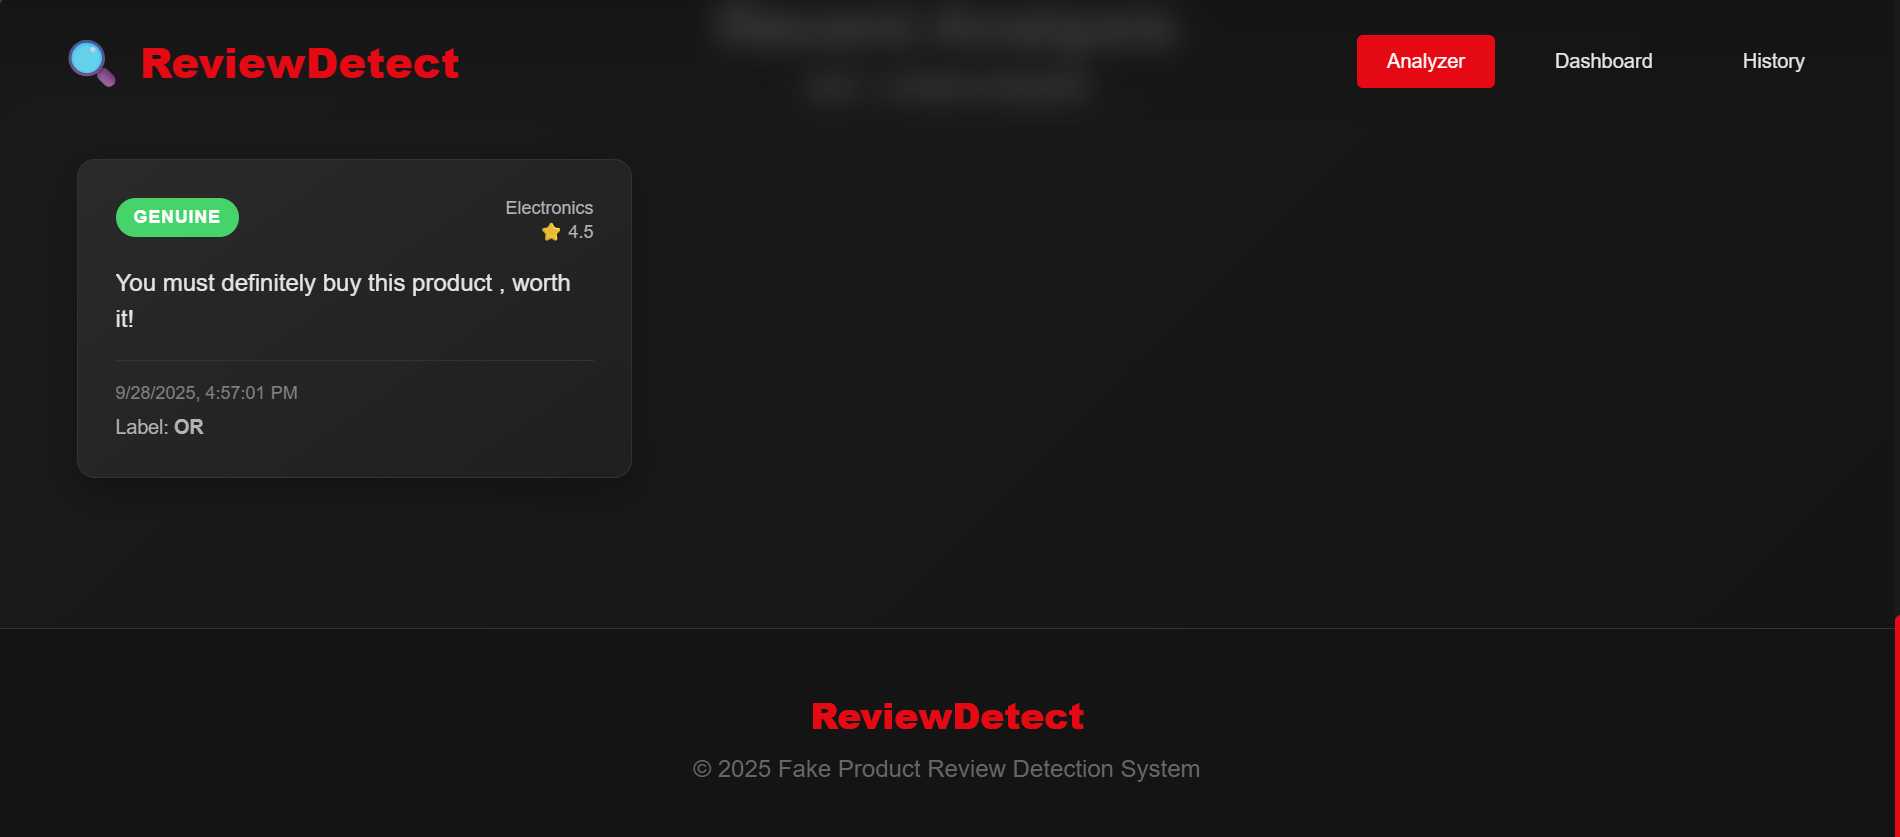 ReviewDetect
Analyzer
Dashboard
History
GENUINE
Electronics
4.5
You must definitely buy this product , worth
it!
9/28/2025, 4:57:01 PM
Label: OR
ReviewDetect
© 2025 Fake Product Review Detection System